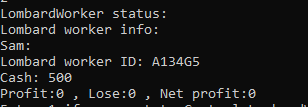 LombardWorker status:
Lombard worker info:
Sam:
Lombard worker ID: A134G5
Cash: 500
Profit:0 , Lose:0 , Net profit:0